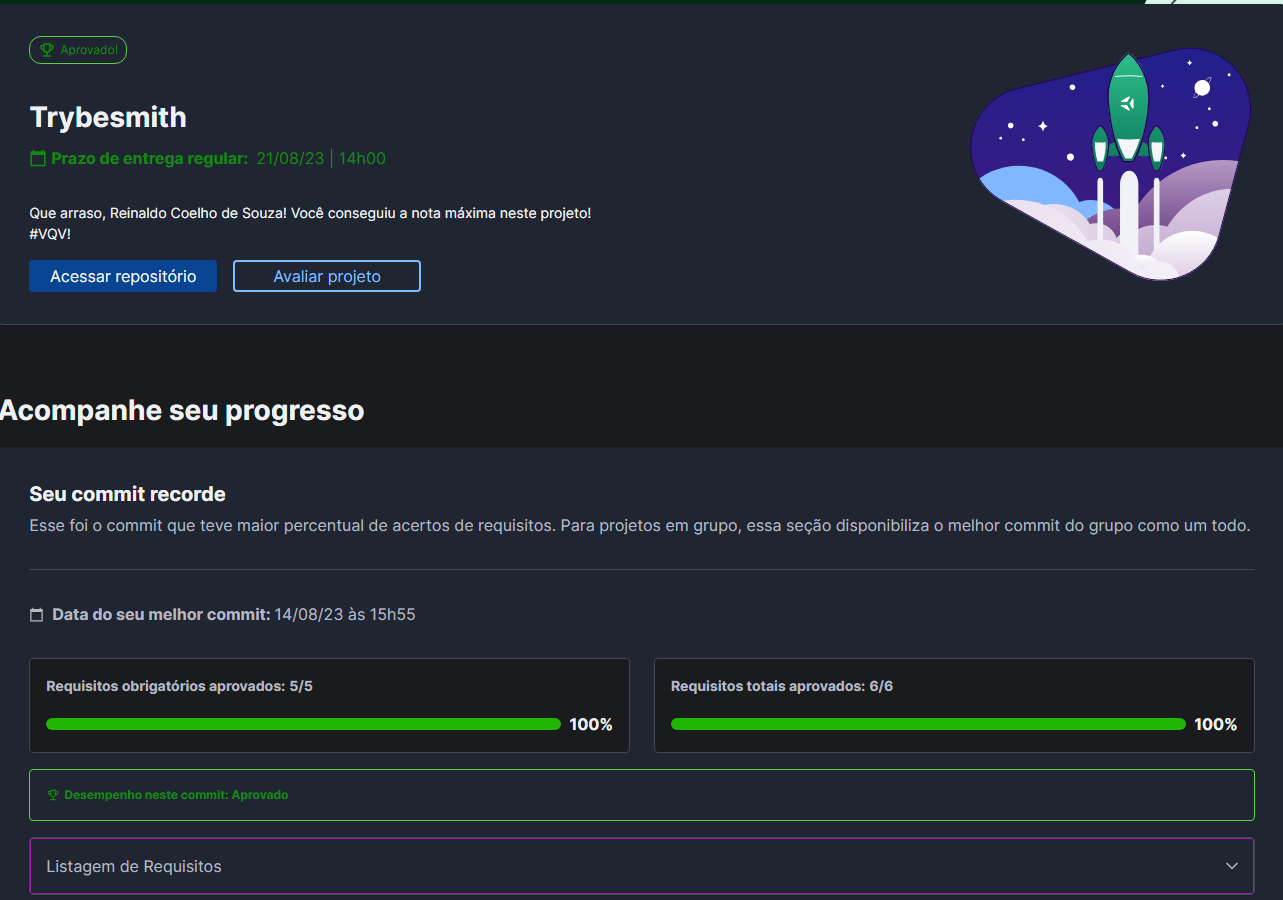 Aprovado!
Trybesmith
Prazo de entrega regular: 21/08/23 | 14h00
Que arraso, Reinaldo Coelho de Souza! Você conseguiu a nota máxima neste projeto!
#VQV!
Acessar repositório
Avaliar projeto
Acompanhe seu progresso
Seu commit recorde
Esse foi o commit que teve maior percentual de acertos de requisitos. Para projetos em grupo, essa seção disponibiliza o melhor commit do grupo como um todo.
Data do seu melhor commit: 14/08/23 às 15h55
Requisitos obrigatórios aprovados: 5/5
100%
Requisitos totais aprovados: 6/6
100%
Desempenho neste commit: Aprovado
Listagem de Requisitos